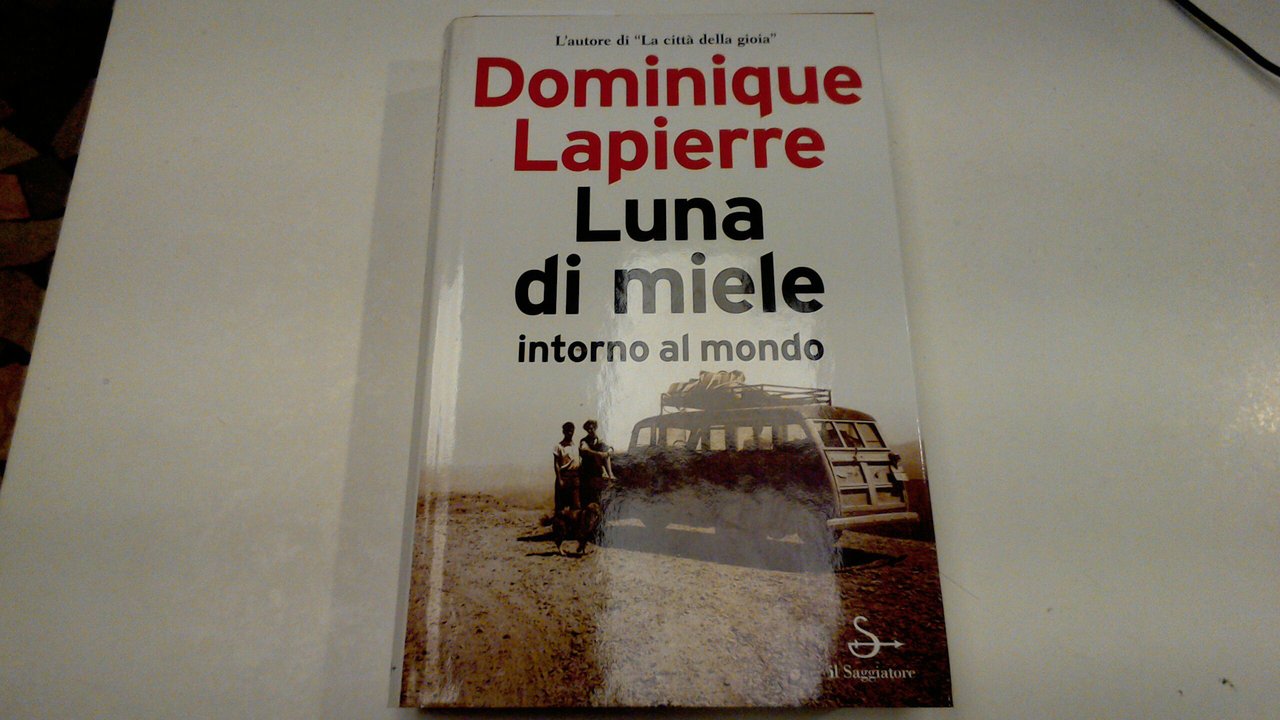 L'autore di "La città della gioia"
Dominique
Lapierre
Luna
di miele
intorno al mondo
il Saggiatore